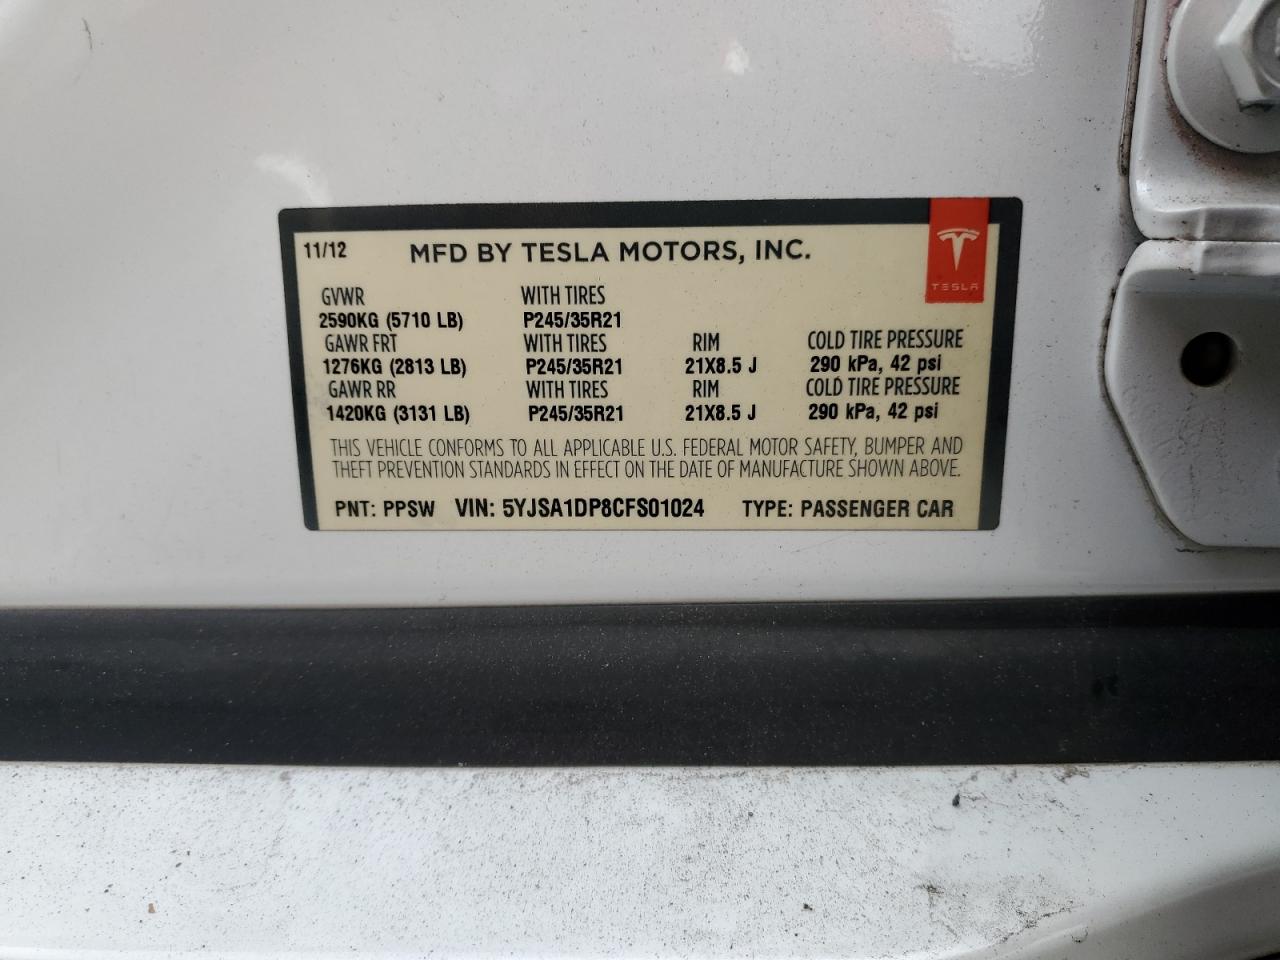 11/12 MFD BY TESLA MOTORS, INC.
TESLA
GVWR WITH TIRES
2590KG (5710 LB) P245/35R21
GAWR FRT WITH TIRES RIM COLD TIRE PRESSURE
1276KG (2813 LB) P245/35R21 21X8.5 J 290 kPa, 42 psi
GAWR RR WITH TIRES RIM COLD TIRE PRESSURE
1420KG (3131 LB) P245/35R21 21X8.5 J 290 kPa, 42 psi
THIS VEHICLE CONFORMS TO ALL APPLICABLE U.S. FEDERAL MOTOR SAFETY, BUMPER AND
THEFT PREVENTION STANDARDS IN EFFECT ON THE DATE OF MANUFACTURE SHOWN ABOVE.
PNT: PPSW VIN: 5YJSA1DP8CFS01024 TYPE: PASSENGER CAR